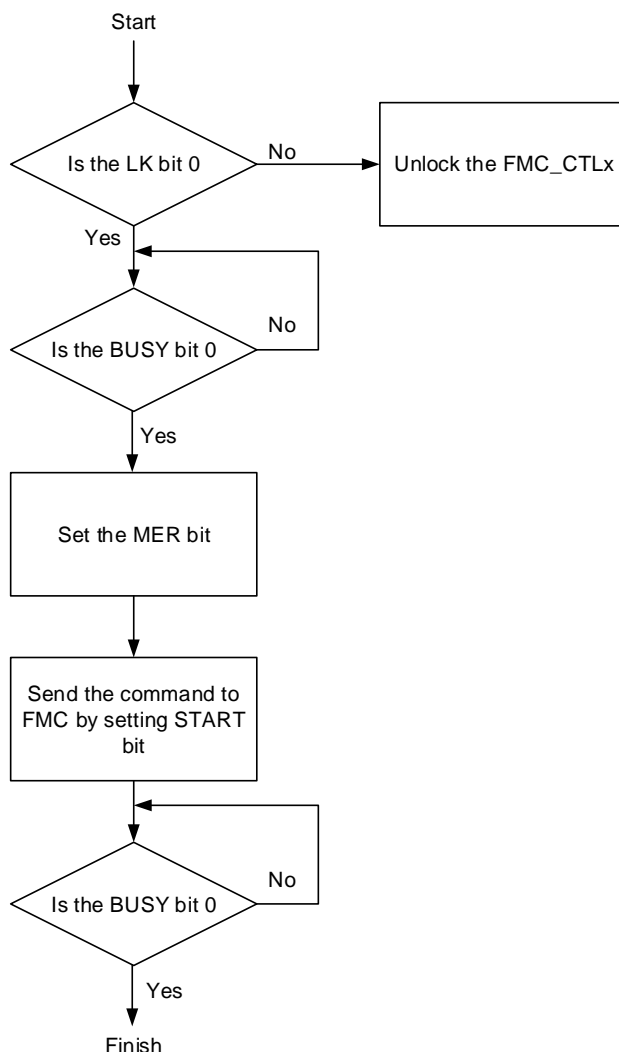 Start
Is the LK bit 0
No
Unlock the FMC_CTLx
Yes
Is the BUSY bit 0
No
Yes
Set the MER bit
Send the command to
FMC by setting START
bit
Is the BUSY bit 0
No
Yes
Finish